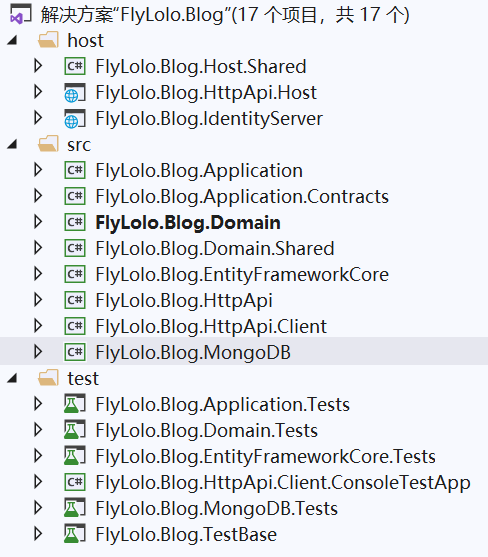 解决方案“FlyLolo.Blog”(17 个项目，共 17 个)
host
C# FlyLolo.Blog.Host.Shared
FlyLolo.Blog.HttpApi.Host
FlyLolo.Blog.IdentityServer
src
C# FlyLolo.Blog.Application
C# FlyLolo.Blog.Application.Contracts
C# FlyLolo.Blog.Domain
C# FlyLolo.Blog.Domain.Shared
C# FlyLolo.Blog.EntityFrameworkCore
C# FlyLolo.Blog.HttpApi
C# FlyLolo.Blog.HttpApi.Client
C# FlyLolo.Blog.MongoDB
test
FlyLolo.Blog.Application.Tests
FlyLolo.Blog.Domain.Tests
FlyLolo.Blog.EntityFrameworkCore.Tests
C# FlyLolo.Blog.HttpApi.Client.ConsoleTestApp
FlyLolo.Blog.MongoDB.Tests
FlyLolo.Blog.TestBase